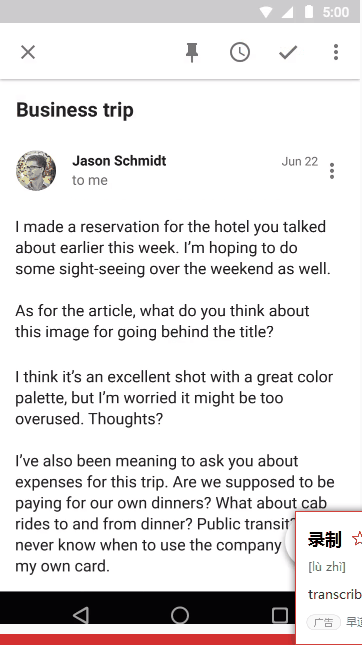 5:00
Business trip
Jason Schmidt
Jun 22
to me
I made a reservation for the hotel you talked
about earlier this week. I'm hoping to do
some sight-seeing over the weekend as well.
As for the article, what do you think about
this image for going behind the title?
I think it's an excellent shot with a great color
palette, but I'm worried it might be too
overused. Thoughts?
I've also been meaning to ask you about
expenses for this trip. Are we supposed to be
paying for our own dinners? What about cab
rides to and from dinner? Public transit?
never know when to use the company
my own card.
录制
[lù zhì]
transcrib
广告